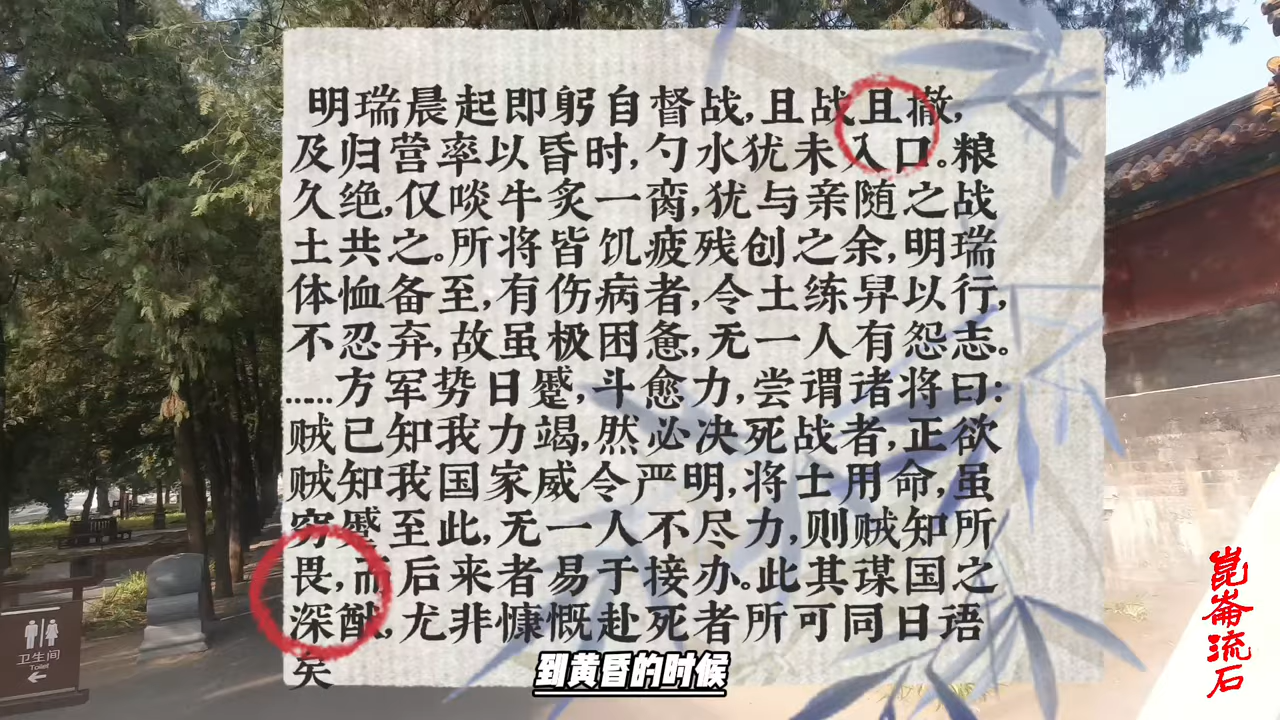 明瑞晨起即躬自督战,且战且撤,
及归营率以昏时,勺水犹未入口。粮
久绝,仅啖牛炙一脔,犹与亲随之战
土共之。所将皆饥疲残创之余,明瑞
体恤备至,有伤病者,令土练舁以行,
不忍弃,故虽极困惫,无一人有怨志。
……方军势日蹙,斗愈力,尝谓诸将曰:
贼已知我力竭,然必决死战者,正欲
贼知我国家威令严明,将士用命,虽
穷蹙至此,无一人不尽力,则贼知所
畏,而后来者易于接办。此其谋国之
深猷,尤非慷慨赴死者所可同日语
矣
到黄昏的时候
卫生间
Toilet
崑崙流石